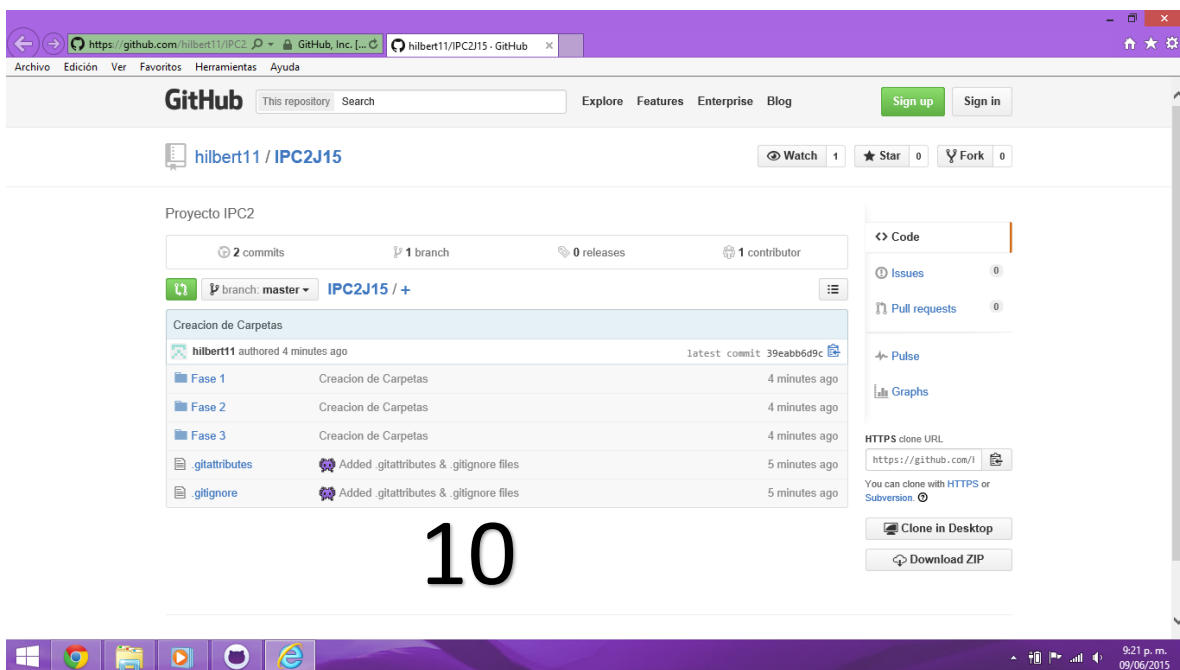 https://github.com/hilbert11/IPC2
GitHub, Inc. [...
hilbert11/IPC2J15 · GitHub
Archivo Edición Ver Favoritos Herramientas Ayuda
GitHub This repository Search Explore Features Enterprise Blog Sign up Sign in
hilbert11 / IPC2J15 Watch 1 Star 0 Fork 0
Proyecto IPC2
2 commits 1 branch 0 releases 1 contributor
branch: master IPC2J15 / +
Creacion de Carpetas
hilbert11 authored 4 minutes ago latest commit 39eabb6d9c
Fase 1 Creacion de Carpetas 4 minutes ago
Fase 2 Creacion de Carpetas 4 minutes ago
Fase 3 Creacion de Carpetas 4 minutes ago
.gitattributes Added .gitattributes & .gitignore files 5 minutes ago
.gitignore Added .gitattributes & .gitignore files 5 minutes ago
<> Code
Issues 0
Pull requests 0
Pulse
Graphs
HTTPS clone URL
https://github.com/
You can clone with HTTPS or
Subversion.
Clone in Desktop
Download ZIP
10
9:21 p. m.
09/06/2015